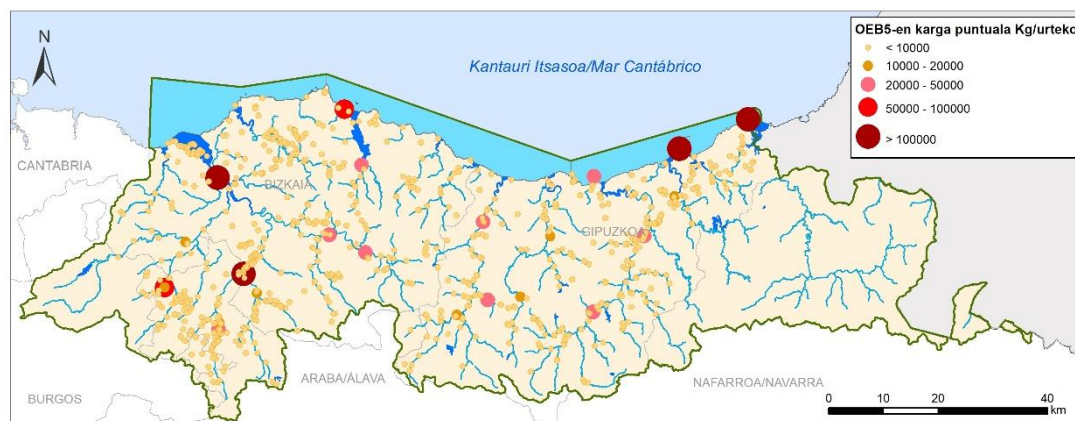 N
Kantauri Itsasoa/Mar Cantábrico
OEB5-en karga puntuala Kg/urteko
< 10000
10000 - 20000
20000 - 50000
50000 - 100000
> 100000
CANTABRIA
BIZKAIA
GIPUZKOA
ARABA/ÁLAVA
NAFARROA/NAVARRA
BURGOS
0 10 20 40
km